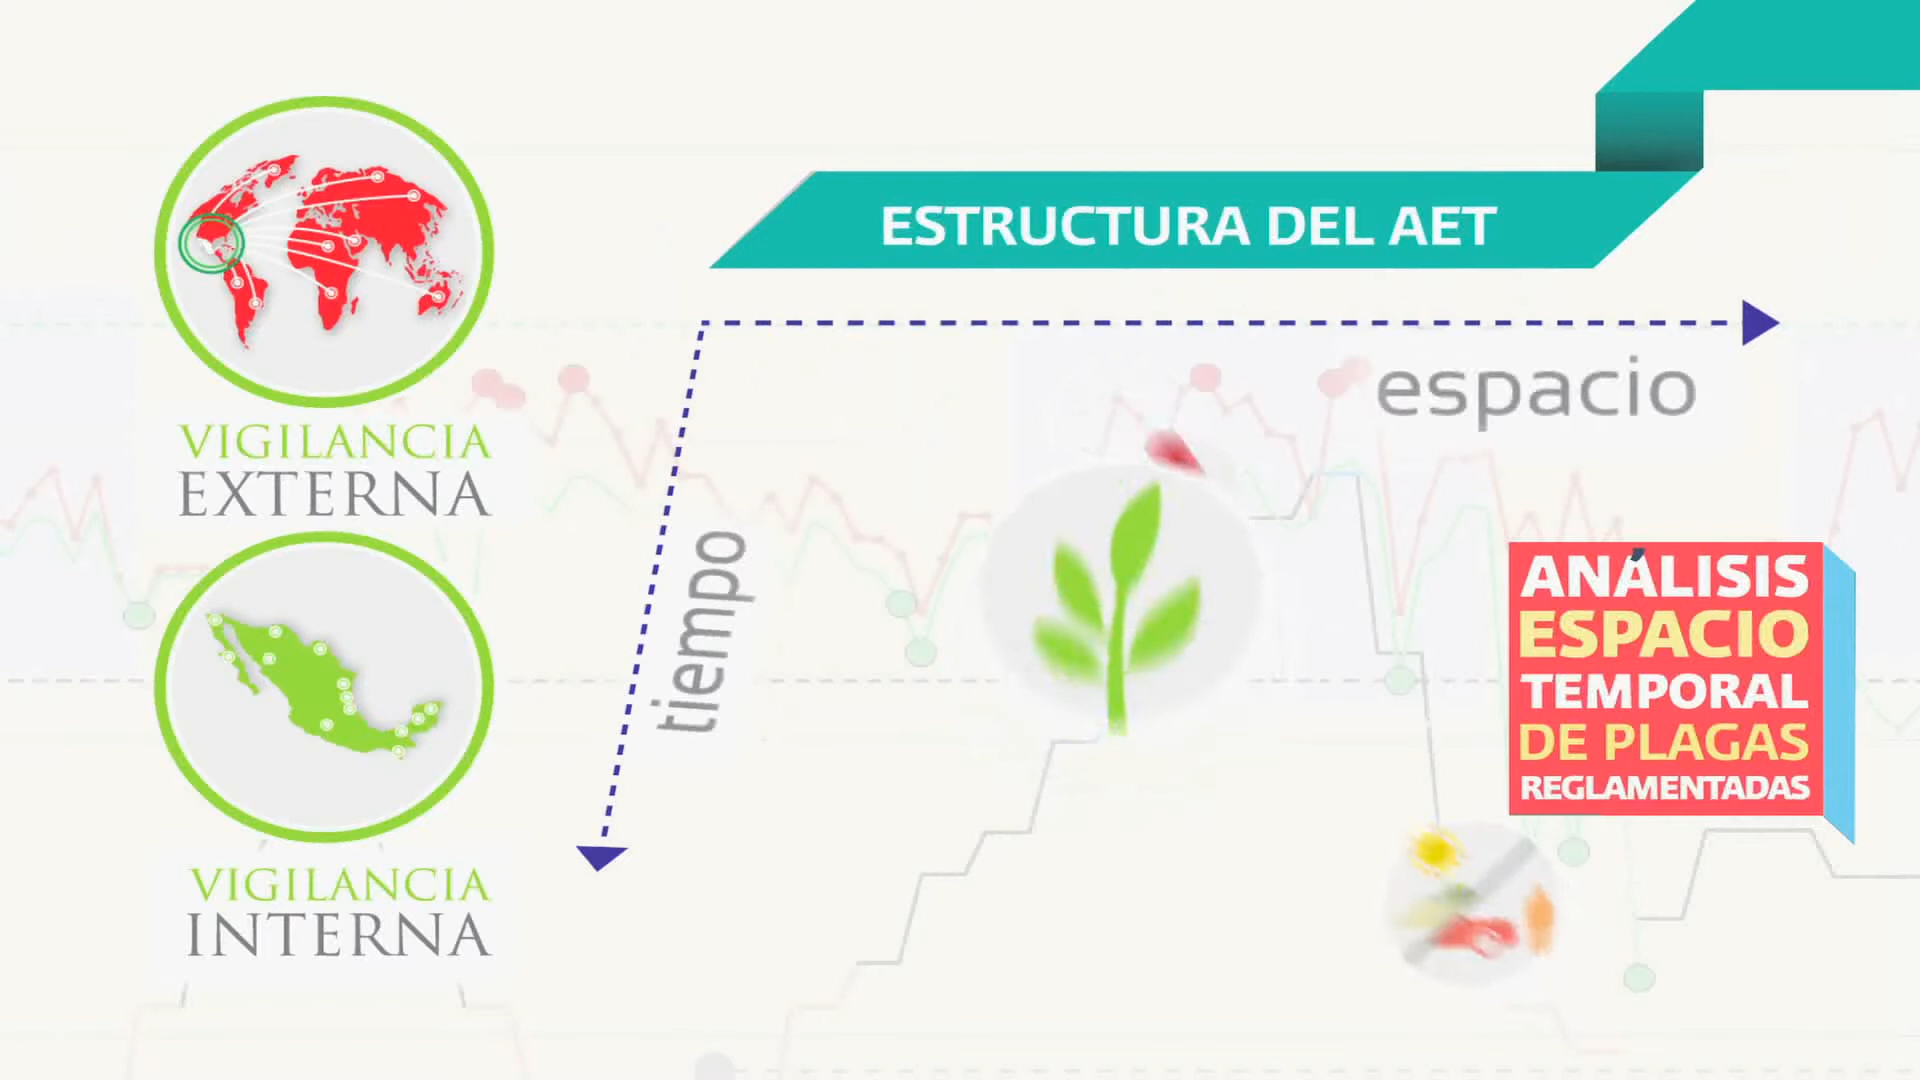 ESTRUCTURA DEL AET
VIGILANCIA
EXTERNA
espacio
tiempo
VIGILANCIA
INTERNA
ANÁLISIS
ESPACIO
TEMPORAL
DE PLAGAS
REGLAMENTADAS